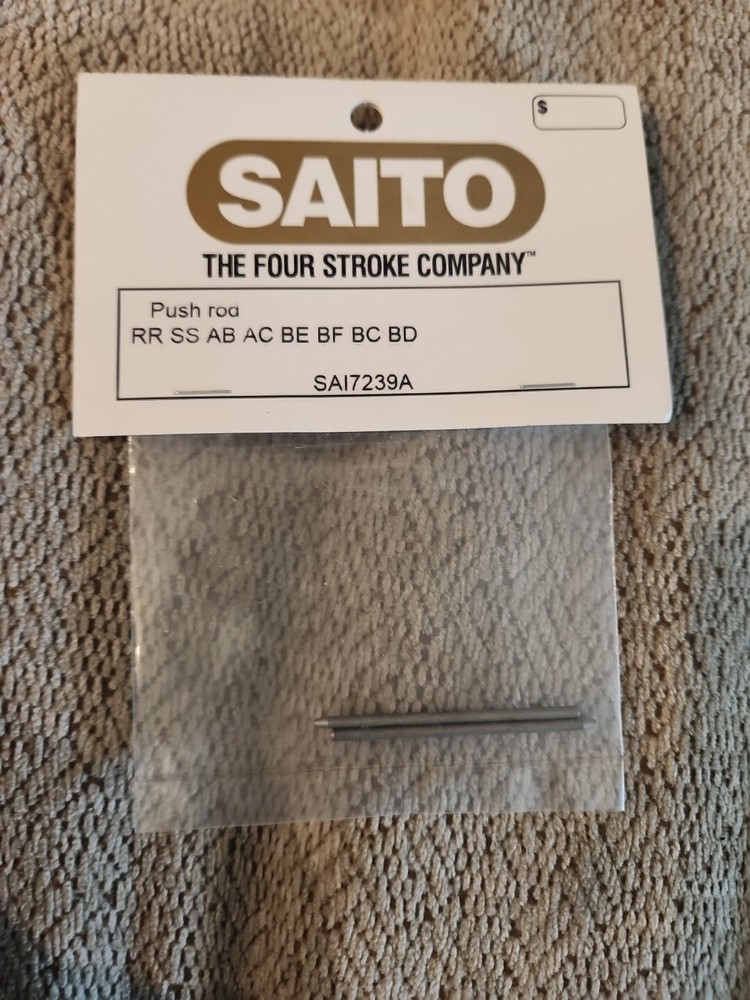 $
SAITO
THE FOUR STROKE COMPANY™
Push rod
RR SS AB AC BE BF BC BD
SAI7239A